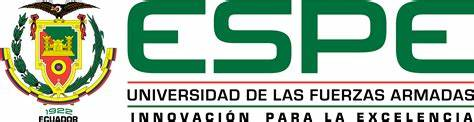 ESPE
UNIVERSIDAD DE LAS FUERZAS ARMADAS
INNOVACIÓN PARA LA EXCELENCIA
1922
ECUADOR